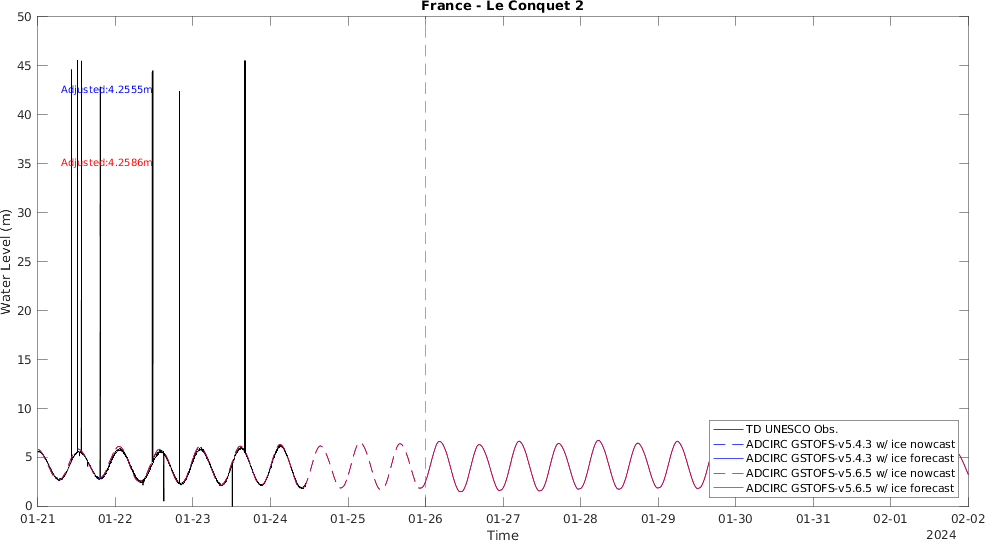 France - Le Conquet 2
50
45
40
35
30
25
20
15
10
5
0
Water Level (m)
Adjusted:4.2555m
Adjusted:4.2586m
TD UNESCO Obs.
ADCIRC GSTOFS-v5.4.3 w/ ice nowcast
ADCIRC GSTOFS-v5.4.3 w/ ice forecast
ADCIRC GSTOFS-v5.6.5 w/ ice nowcast
ADCIRC GSTOFS-v5.6.5 w/ ice forecast
01-21 01-22 01-23 01-24 01-25 01-26 01-27 01-28 01-29 01-30 01-31 02-01 02-02
Time
2024